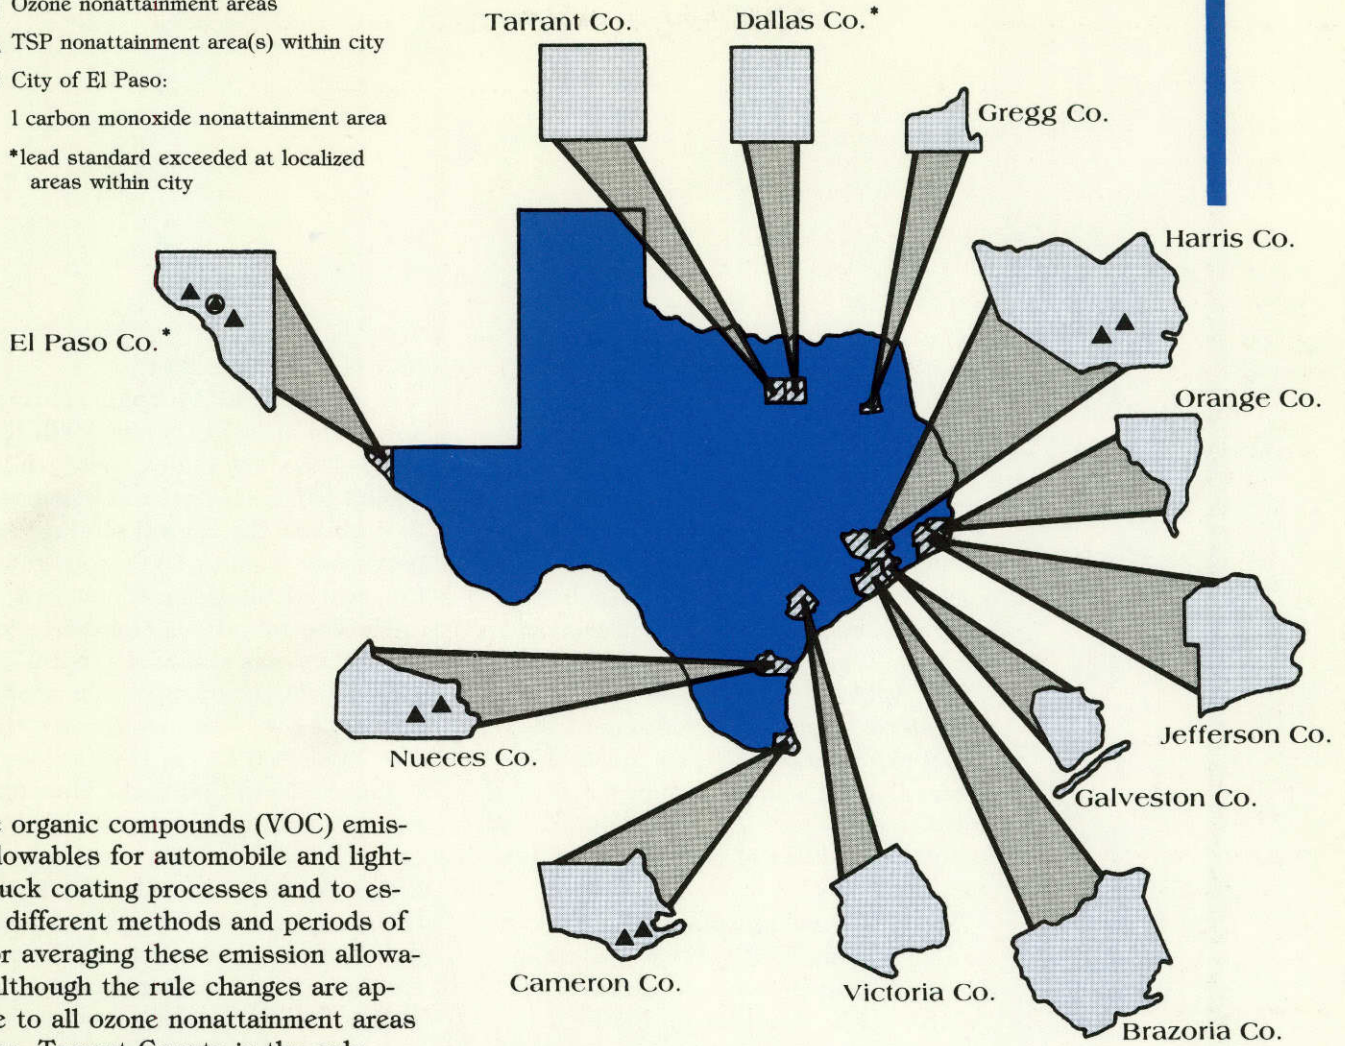 Ozone nonattainment areas
TSP nonattainment area(s) within city
City of El Paso:
1 carbon monoxide nonattainment area
*lead standard exceeded at localized
areas within city
Tarrant Co.
Dallas Co.*
Gregg Co.
Harris Co.
El Paso Co.*
Orange Co.
Jefferson Co.
Nueces Co.
Galveston Co.
Cameron Co.
Victoria Co.
Brazoria Co.
organic compounds (VOC) emis-
lowables for automobile and light-
uck coating processes and to es-
different methods and periods of
r averaging these emission allowa-
lthough the rule changes are ap-
e to all ozone nonattainment areas